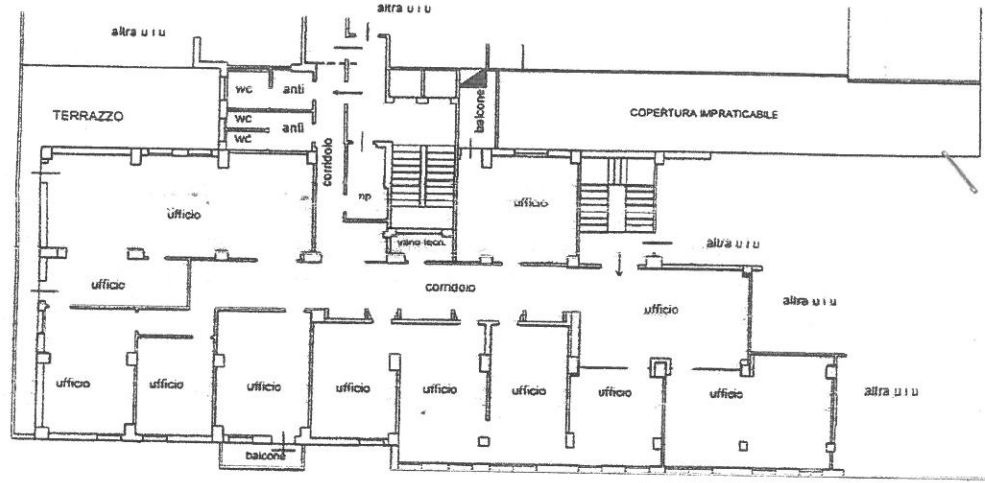 altra u i u
altra u i u
wc
anti
TERRAZZO
wc
anti
wc
balcone
COPERTURA IMPRATICABILE
corridoio
rip
ufficio
ufficio
vano tecn.
altra u i u
ufficio
corridoio
ufficio
altra u i u
ufficio
ufficio
ufficio
ufficio
ufficio
ufficio
ufficio
ufficio
altra u i u
balcone